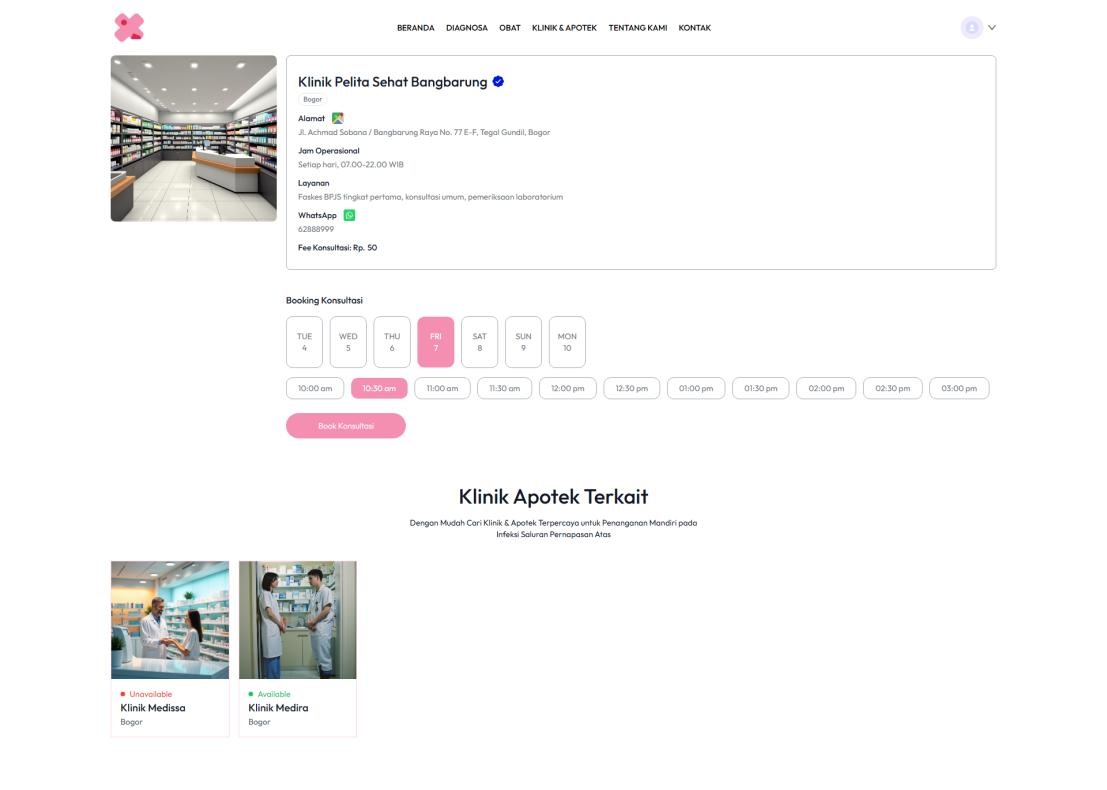 BERANDA DIAGNOSA OBAT KLINIK & APOTEK TENTANG KAMI KONTAK
Klinik Pelita Sehat Bangbarung
Bogor
Alamat
Jl. Achmad Sobana / Bangbarung Raya No. 77 E-F, Tegal Gundil, Bogor
Jam Operasional
Setiap hari, 07.00-22.00 WIB
Layanan
Faskes BPJS tingkat pertama, konsultasi umum, pemeriksaan laboratorium
WhatsApp
62888999
Fee Konsultasi: Rp. 50
Booking Konsultasi
TUE WED THU FRI SAT SUN MON
4 5 6 7 8 9 10
10:00 am 10:30 am 11:00 am 11:30 am 12:00 pm 12:30 pm 01:00 pm 01:30 pm 02:00 pm 02:30 pm 03:00 pm
Book Konsultasi
Klinik Apotek Terkait
Dengan Mudah Cari Klinik & Apotek Terpercaya untuk Penanganan Mandiri pada
Infeksi Saluran Pernapasan Atas
Unavailable
Klinik Medissa
Bogor
Available
Klinik Medira
Bogor